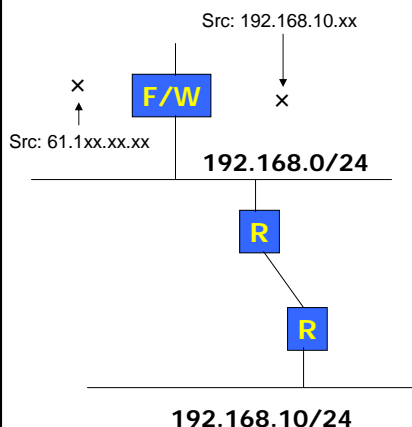 Src: 192.168.10.xx
× F/W ×
Src: 61.1xx.xx.xx
192.168.0/24
R
R
192.168.10/24